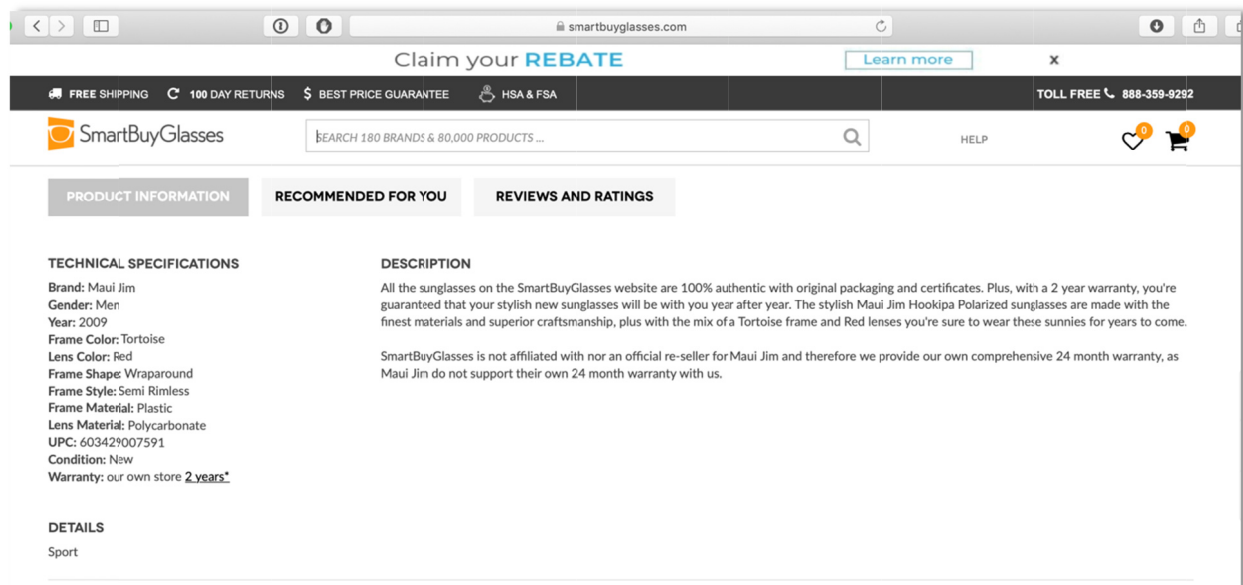 smartbuyglasses.com
Claim your REBATE Learn more x
FREE SHIPPING 100 DAY RETURNS $ BEST PRICE GUARANTEE HSA & FSA TOLL FREE 888-359-9292
SmartBuyGlasses SEARCH 180 BRANDS & 80,000 PRODUCTS ... HELP 0 0
PRODUCT INFORMATION RECOMMENDED FOR YOU REVIEWS AND RATINGS
TECHNICAL SPECIFICATIONS
Brand: Maui Jim
Gender: Men
Year: 2009
Frame Color: Tortoise
Lens Color: Red
Frame Shape: Wraparound
Frame Style: Semi Rimless
Frame Material: Plastic
Lens Material: Polycarbonate
UPC: 603429007591
Condition: New
Warranty: our own store 2 years*
DETAILS
Sport
DESCRIPTION
All the sunglasses on the SmartBuyGlasses website are 100% authentic with original packaging and certificates. Plus, with a 2 year warranty, you're
guaranteed that your stylish new sunglasses will be with you year after year. The stylish Maui Jim Hookipa Polarized sunglasses are made with the
finest materials and superior craftsmanship, plus with the mix of a Tortoise frame and Red lenses you're sure to wear these sunnies for years to come.
SmartBuyGlasses is not affiliated with nor an official re-seller for Maui Jim and therefore we provide our own comprehensive 24 month warranty, as
Maui Jim do not support their own 24 month warranty with us.